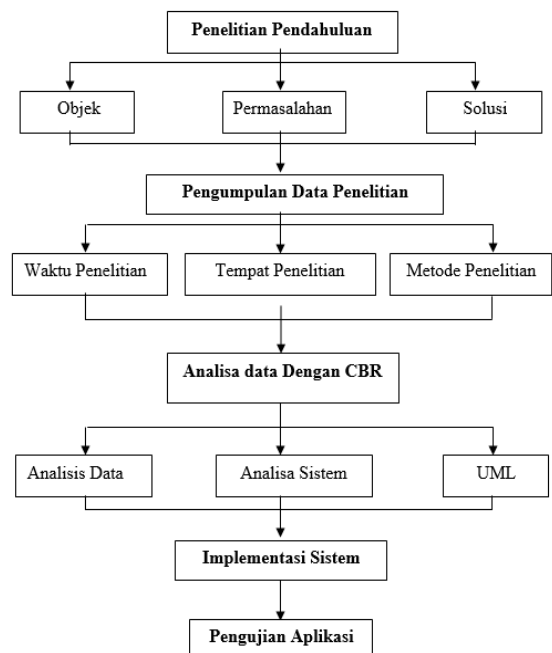 Penelitian Pendahuluan
Objek
Permasalahan
Solusi
Pengumpulan Data Penelitian
Waktu Penelitian
Tempat Penelitian
Metode Penelitian
Analisa data Dengan CBR
Analisis Data
Analisa Sistem
UML
Implementasi Sistem
Pengujian Aplikasi